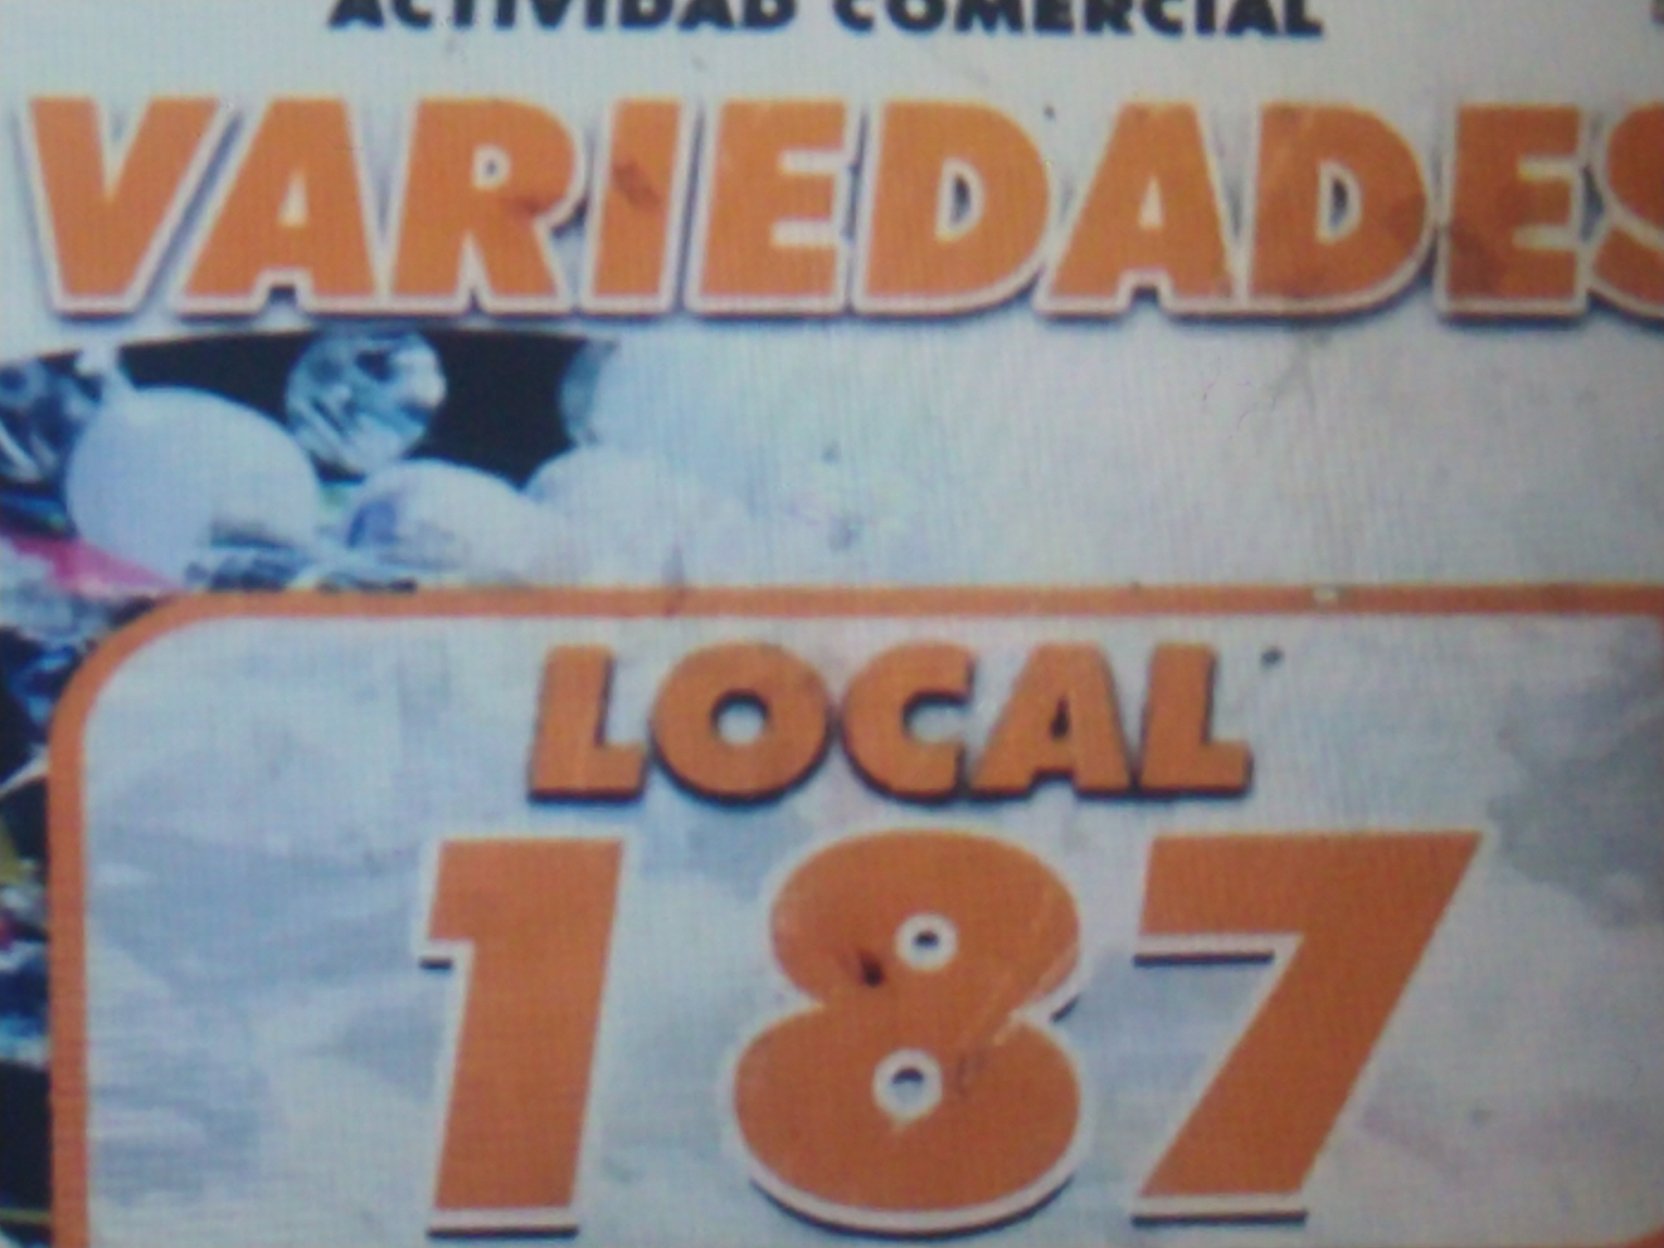 ACTIVIDAD COMERCIAL
VARIEDADES
LOCAL
187